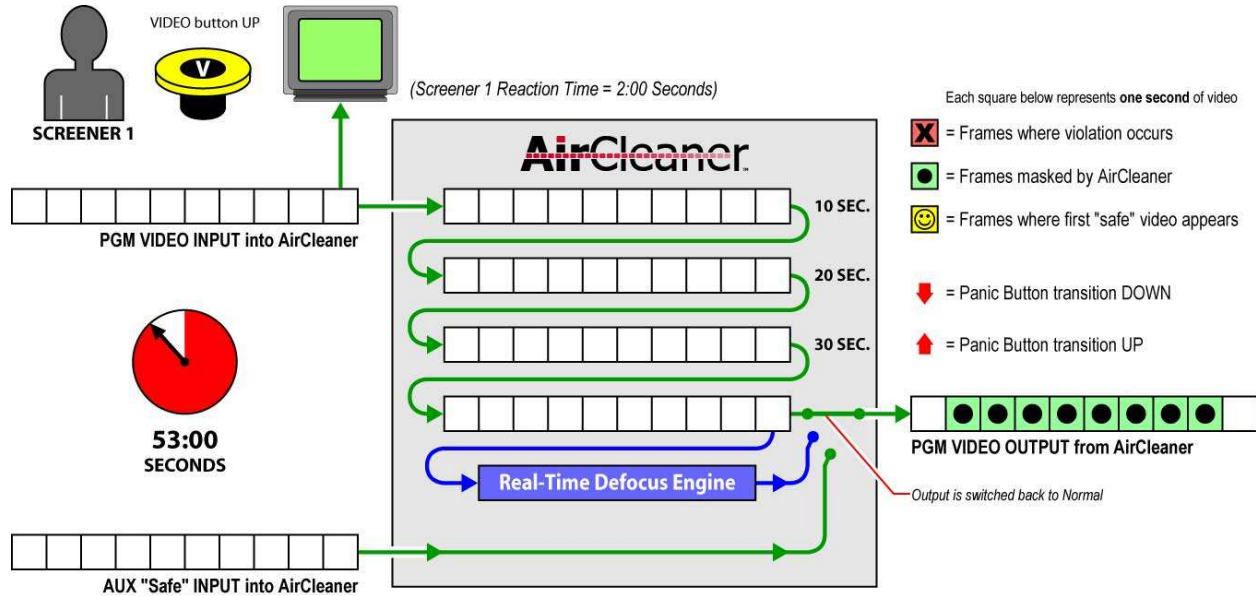 VIDEO button UP
V
(Screener 1 Reaction Time = 2:00 Seconds)
SCREENER 1
Each square below represents one second of video
X = Frames where violation occurs
= Frames masked by AirCleaner
= Frames where first "safe" video appears
= Panic Button transition DOWN
= Panic Button transition UP
AirCleaner™
10 SEC.
20 SEC.
30 SEC.
PGM VIDEO INPUT into AirCleaner
53:00
SECONDS
Real-Time Defocus Engine
PGM VIDEO OUTPUT from AirCleaner
Output is switched back to Normal
AUX "Safe" INPUT into AirCleaner